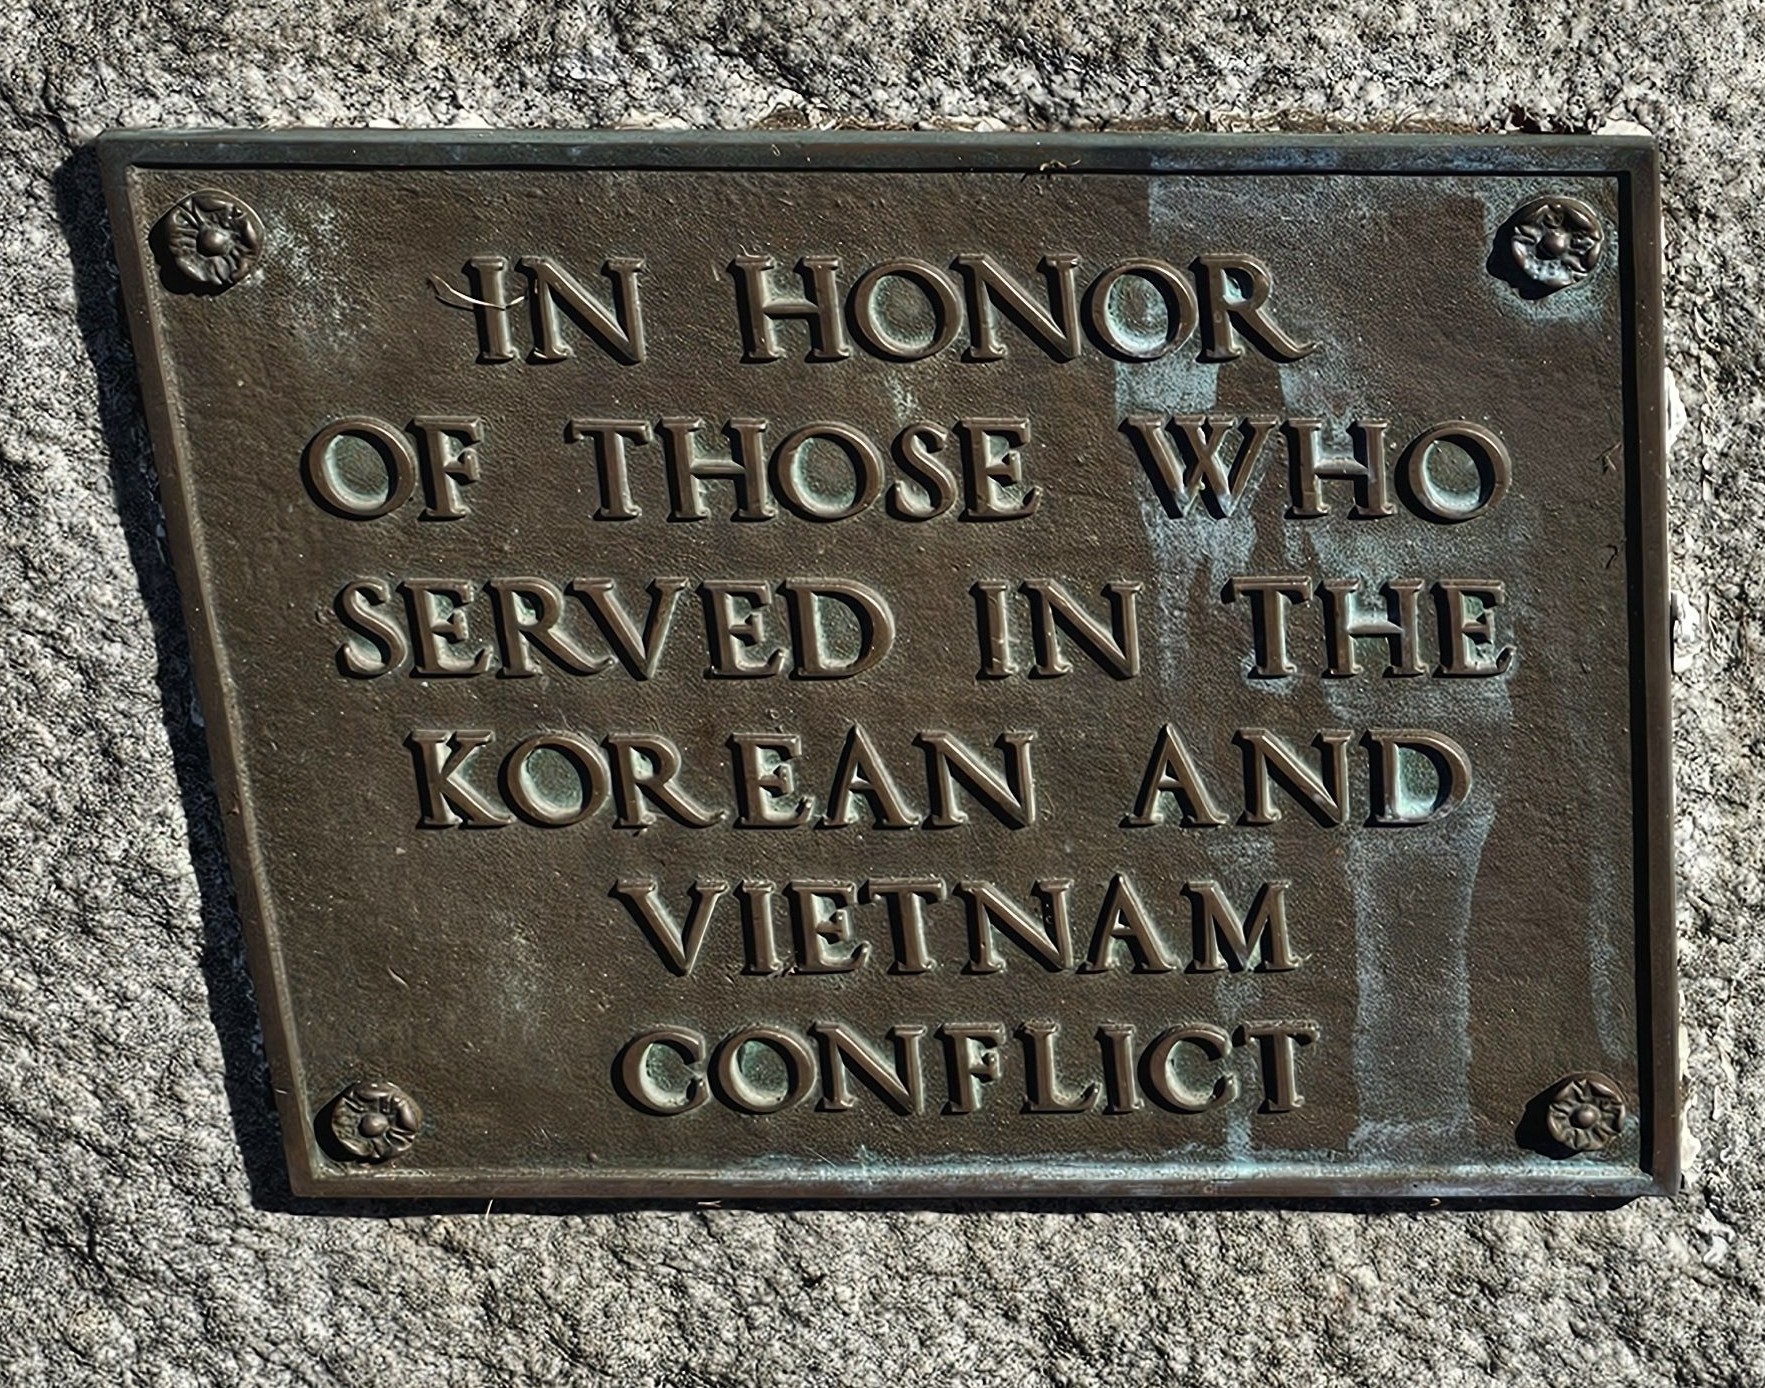 IN HONOR
OF THOSE WHO
SERVED IN THE
KOREAN AND
VIETNAM
CONFLICT